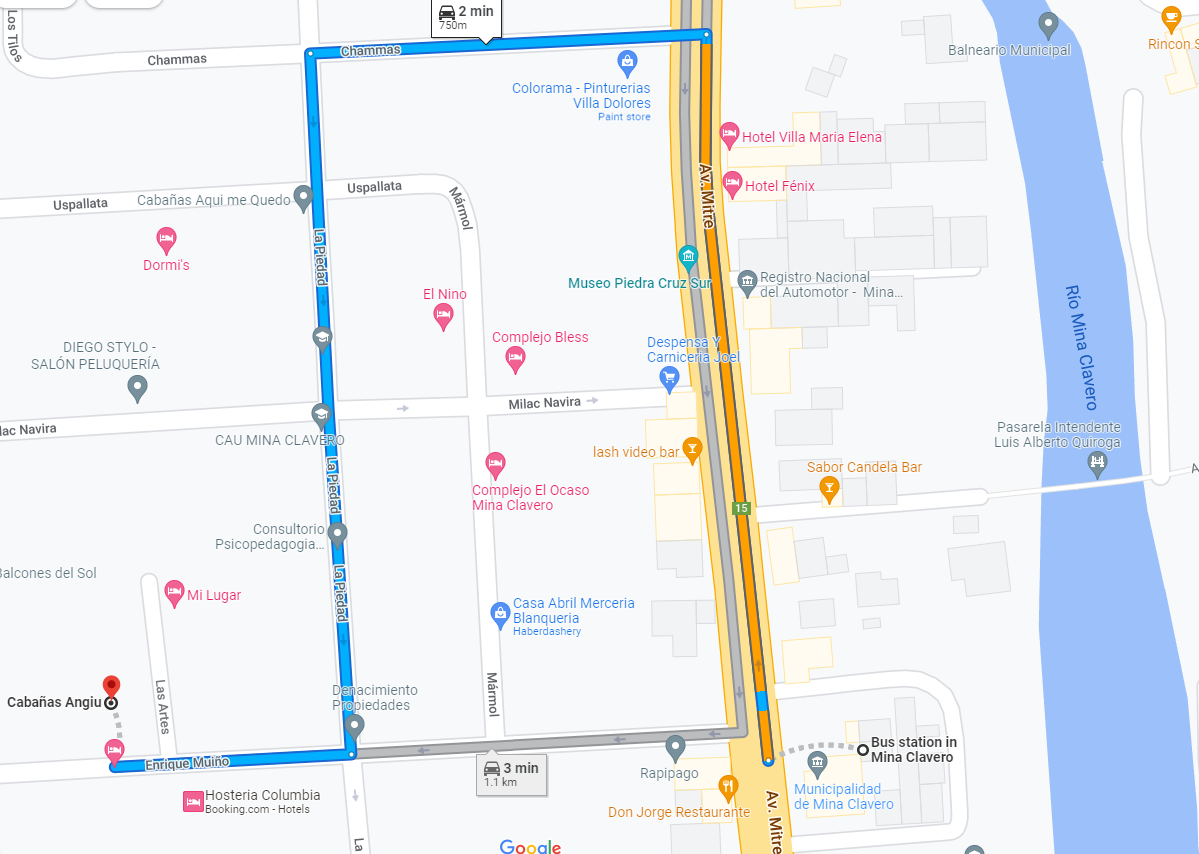 Los Tilos
2 min
750m
Chammas
Chammas
Balneario Municipal
Rincon S
Colorama - Pinturerias
Villa Dolores
Paint store
Hotel Villa Maria Elena
Hotel Fénix
Av. Mitre
Uspallata
Uspallata
Mármol
Cabañas Aqui me Quedo
Dormi's
La Piedad
Museo Piedra Cruz Sur
Registro Nacional
del Automotor - Mina...
El Nino
Complejo Bless
Despensa Y
Carniceria Joel
Río Mina Clavero
DIEGO STYLO -
SALÓN PELUQUERÍA
Milac Navira
lac Navira
CAU MINA CLAVERO
Pasarela Intendente
Luis Alberto Quiroga
A
lash video bar
Sabor Candela Bar
Complejo El Ocaso
Mina Clavero
La Piedad
15
Consultorio
Psicopedagogia...
Balcones del Sol
Mi Lugar
La Piedad
Casa Abril Merceria
Blanqueria
Haberdashery
Las Artes
Mármol
Cabañas Angiu
Denacimiento
Propiedades
Bus station in
Mina Clavero
Enrique Muiño
3 min
1.1 km
Rapipago
Municipalidad
de Mina Clavero
Hosteria Columbia
Booking.com - Hotels
Don Jorge Restaurante
Av. Mitre
La
Google